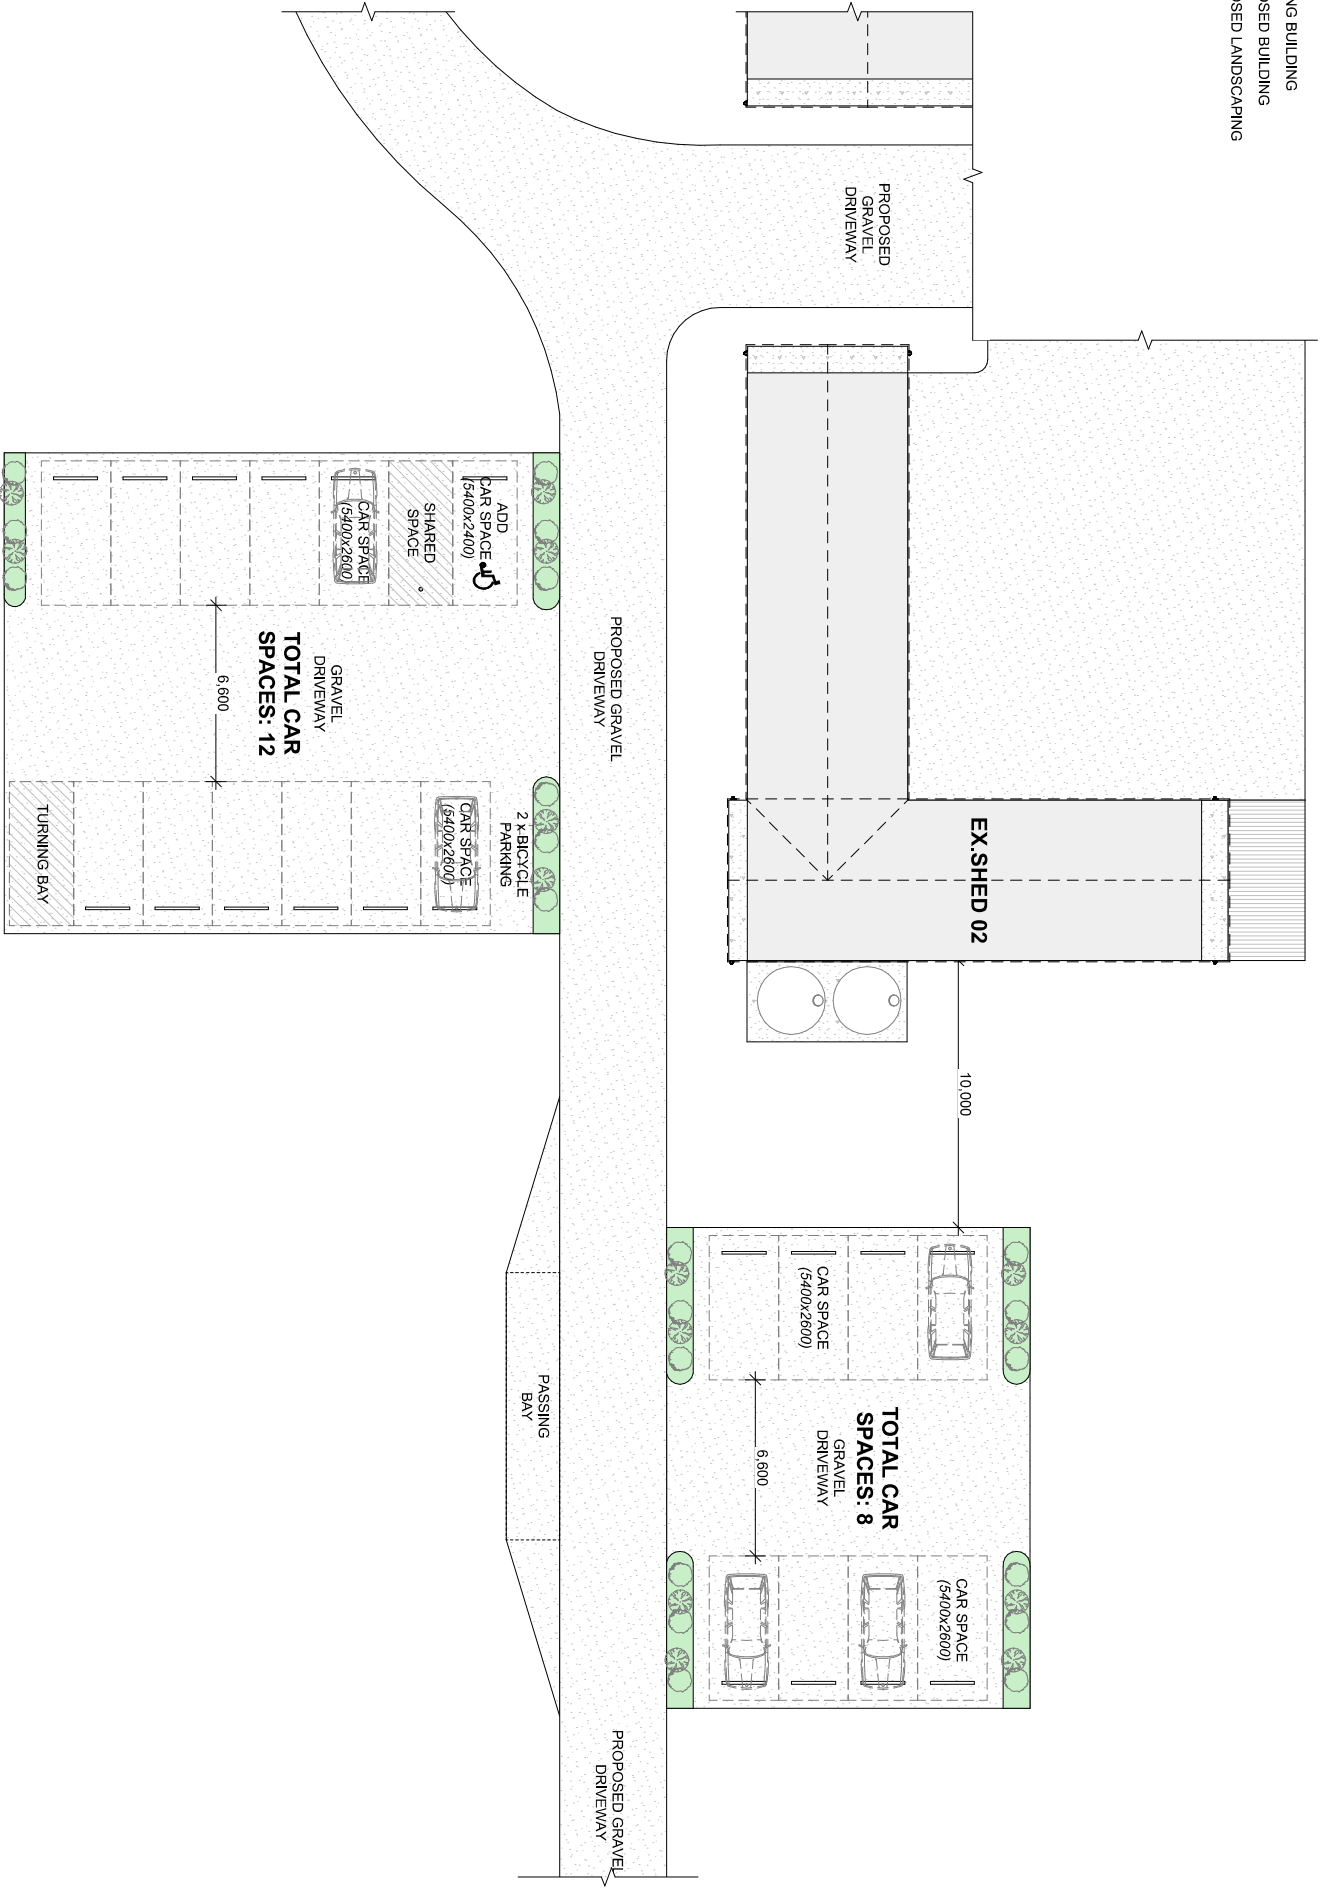 NG BUILDING
SED BUILDING
SED LANDSCAPING
PROPOSED
GRAVEL
DRIVEWAY
EX.SHED 02
10,000
ADD
CAR SPACE
(5400x2400)
SHARED
SPACE
CAR SPACE
(5400x2600
GRAVEL
DRIVEWAY
TOTAL CAR
SPACES: 12
6,600
2 x BICYCLE
PARKING
CAR SPACE
(5400x2600)
TURNING BAY
PROPOSED GRAVEL
DRIVEWAY
CAR SPACE
(5400x2600)
TOTAL CAR
SPACES: 8
GRAVEL
DRIVEWAY
6,600
CAR SPACE
(5400x2600)
PASSING
BAY
PROPOSED GRAVEL
DRIVEWAY